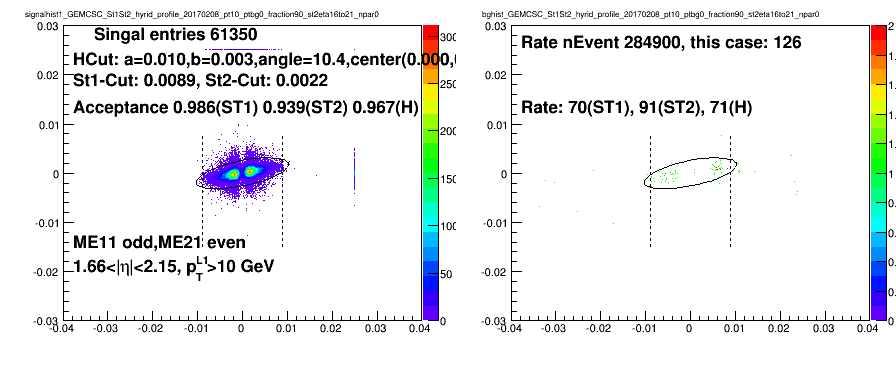 signalhist1_GEMCSC_St1St2_hyrid_profile_20170208_pt10_ptbg0_fraction90_st2eta16to21_npar0
Singal entries 61350
HCut: a=0.010,b=0.003,angle=10.4,center(0.000,0
St1-Cut: 0.0089, St2-Cut: 0.0022
Acceptance 0.986(ST1) 0.939(ST2) 0.967(H)
ME11 odd,ME21 even
1.66<|η|<2.15, p_T^L1>10 GeV
0.03
0.02
0.01
0
-0.01
-0.02
-0.03
-0.04 -0.03 -0.02 -0.01 0 0.01 0.02 0.03 0.04
300
250
200
150
100
50
0
bghist_GEMCSC_St1St2_hyrid_profile_20170208_pt10_ptbg0_fraction90_st2eta16to21_npar0
Rate nEvent 284900, this case: 126
Rate: 70(ST1), 91(ST2), 71(H)
0.03
0.02
0.01
0
-0.01
-0.02
-0.03
-0.04 -0.03 -0.02 -0.01 0 0.01 0.02 0.03 0.04